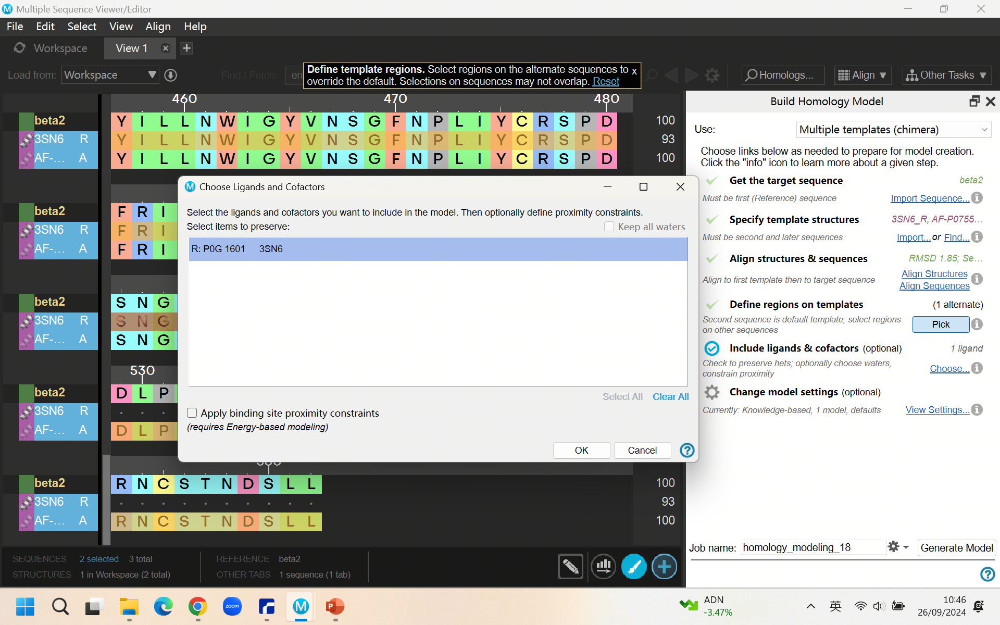 Multiple Sequence Viewer/Editor
File Edit Select View Align Help
Workspace View 1
Load from: Workspace Find / Fetch: en Homologs... Align Other Tasks
Define template regions. Select regions on the alternate sequences to x
override the default. Selections on sequences may not overlap. Reset
460 470 480
beta2 Y I L L N W I G Y V N S G F N P L I Y C R S P D 100
3SN6 R Y I L L N W I G Y V N S G F N P L I Y C R S P D 93
AF-... A Y I L L N W I G Y V N S G F N P L I Y C R S P D 100
beta2 F R I
3SN6 R F R I
AF-... A F R I
beta2 S N G
3SN6 R S N G
AF-... A S N G
530
beta2 D L P
3SN6 R . . .
AF-... A D L P
beta2 R N C S T N D S L L 100
3SN6 R . . . . . . . . . . 93
AF-... A R N C S T N D S L L 100
SEQUENCES 2 selected 3 total
STRUCTURES 1 in Workspace (2 total)
REFERENCE beta2
OTHER TABS 1 sequence (1 tab)
Choose Ligands and Cofactors
Select the ligands and cofactors you want to include in the model. Then optionally define proximity constraints.
Select items to preserve: Keep all waters
R: P0G 1601 3SN6
Select All Clear All
Apply binding site proximity constraints
(requires Energy-based modeling)
OK Cancel
Build Homology Model
Use: Multiple templates (chimera)
Choose links below as needed to prepare for model creation.
Click the "info" icon to learn more about a given step.
Get the target sequence beta2
Must be first (Reference) sequence Import Sequence...
Specify template structures 3SN6_R, AF-P0755...
Must be second and later sequences Import... or Find...
Align structures & sequences RMSD 1.85; Se...
Align Structures
Align to first template then to target sequence
Align Sequences
Define regions on templates (1 alternate)
Second sequence is default template; select regions
on other sequences
Pick
Include ligands & cofactors (optional) 1 ligand
Check to preserve hets; optionally choose waters,
constrain proximity
Choose...
Change model settings (optional)
Currently: Knowledge-based, 1 model, defaults View Settings...
Job name: homology_modeling_18 Generate Model
zoom
ADN
-3.47%
英
10:46
26/09/2024